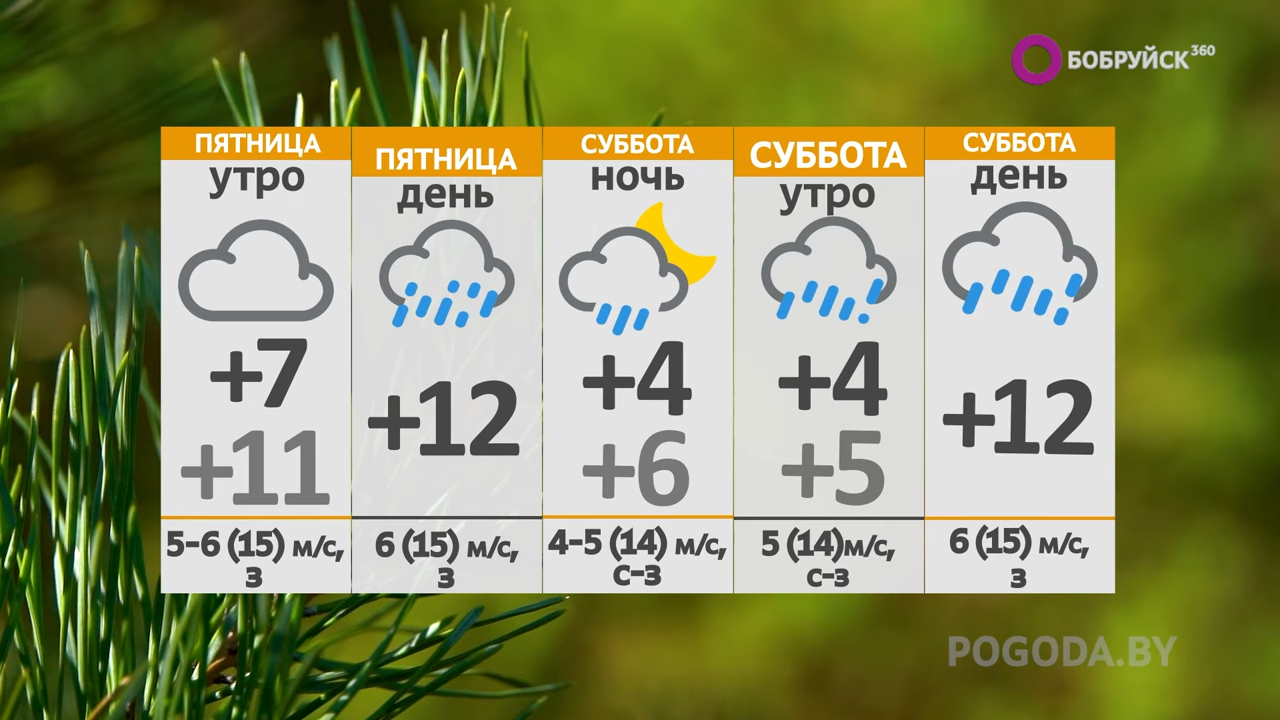 БОБРУЙСК360
ПЯТНИЦА
утро
+7
+11
5-6 (15) м/с,
з
ПЯТНИЦА
день
+12
6 (15) м/с,
з
СУББОТА
ночь
+4
+6
4-5 (14) м/с,
с-з
СУББОТА
утро
+4
+5
5 (14)м/с,
с-з
СУББОТА
день
+12
6 (15) м/с,
з
POGODA.BY